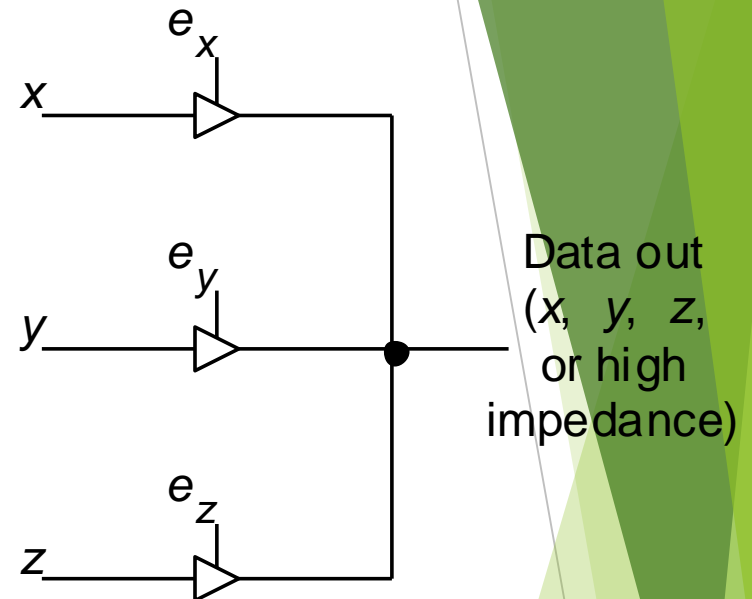 e_x
x
e_y
y
e_z
z
Data out
(x, y, z,
or high
impedance)